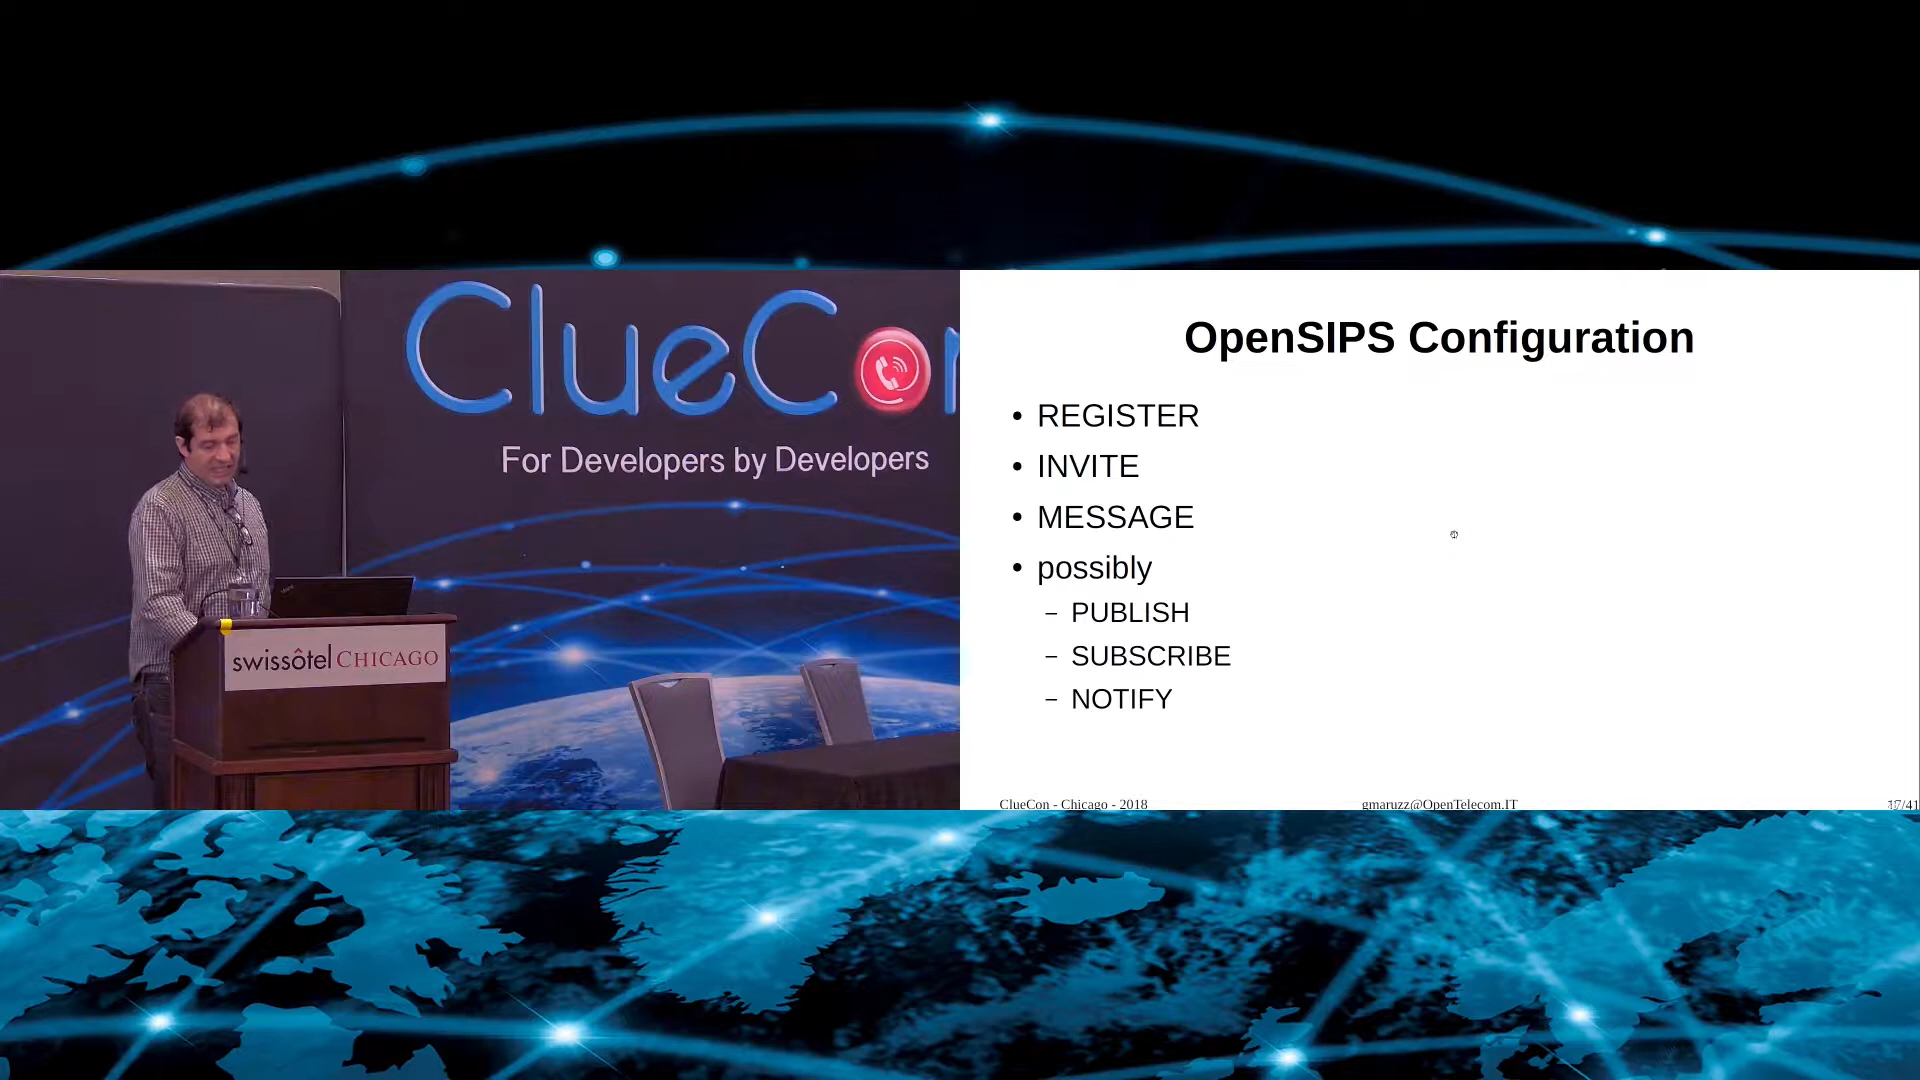 ClueCon
For Developers by Developers
swissôtel CHICAGO
OpenSIPS Configuration
• REGISTER
• INVITE
• MESSAGE
• possibly
– PUBLISH
– SUBSCRIBE
– NOTIFY
ClueCon - Chicago - 2018
gmaruzz@OpenTelecom.IT
/41